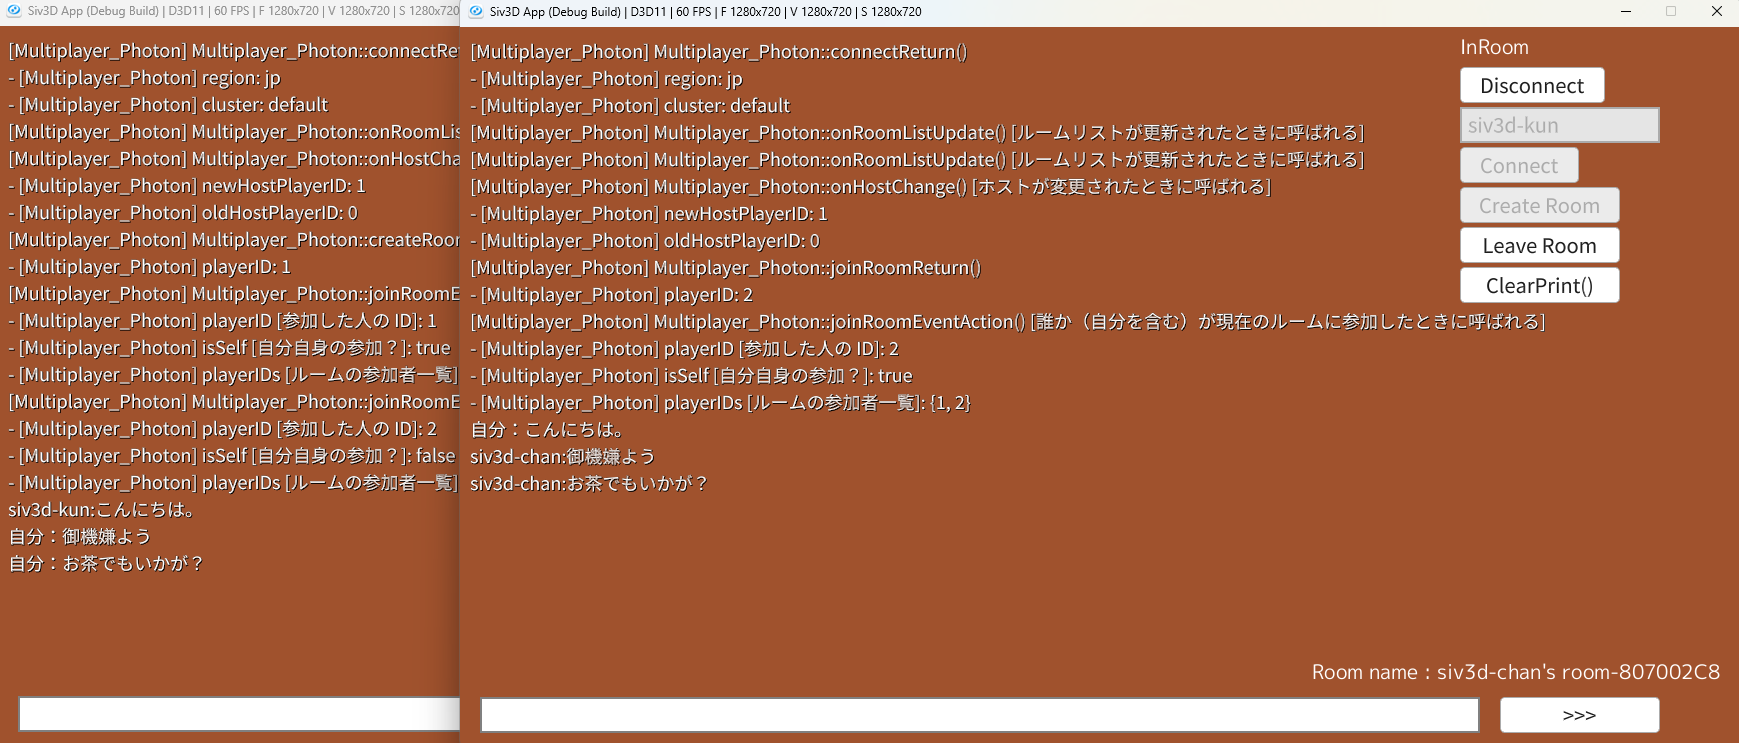 Siv3D App (Debug Build) | D3D11 | 60 FPS | F 1280x720 | V 1280x720 | S 1280x720
[Multiplayer_Photon] Multiplayer_Photon::connectRe
- [Multiplayer_Photon] region: jp
- [Multiplayer_Photon] cluster: default
[Multiplayer_Photon] Multiplayer_Photon::onRoomLis
[Multiplayer_Photon] Multiplayer_Photon::onHostCha
- [Multiplayer_Photon] newHostPlayerID: 1
- [Multiplayer_Photon] oldHostPlayerID: 0
[Multiplayer_Photon] Multiplayer_Photon::createRoor
- [Multiplayer_Photon] playerID: 1
[Multiplayer_Photon] Multiplayer_Photon::joinRoomE
- [Multiplayer_Photon] playerID [参加した人の ID]: 1
- [Multiplayer_Photon] isSelf [自分自身の参加？]: true
- [Multiplayer_Photon] playerIDs [ルームの参加者一覧]
[Multiplayer_Photon] Multiplayer_Photon::joinRoomE
- [Multiplayer_Photon] playerID [参加した人の ID]: 2
- [Multiplayer_Photon] isSelf [自分自身の参加？]: false
- [Multiplayer_Photon] playerIDs [ルームの参加者一覧]
siv3d-kun:こんにちは。
自分：御機嫌よう
自分：お茶でもいかが？
Siv3D App (Debug Build) | D3D11 | 60 FPS | F 1280x720 | V 1280x720 | S 1280x720
[Multiplayer_Photon] Multiplayer_Photon::connectReturn()
- [Multiplayer_Photon] region: jp
- [Multiplayer_Photon] cluster: default
[Multiplayer_Photon] Multiplayer_Photon::onRoomListUpdate() [ルームリストが更新されたときに呼ばれる]
[Multiplayer_Photon] Multiplayer_Photon::onRoomListUpdate() [ルームリストが更新されたときに呼ばれる]
[Multiplayer_Photon] Multiplayer_Photon::onHostChange() [ホストが変更されたときに呼ばれる]
- [Multiplayer_Photon] newHostPlayerID: 1
- [Multiplayer_Photon] oldHostPlayerID: 0
[Multiplayer_Photon] Multiplayer_Photon::joinRoomReturn()
- [Multiplayer_Photon] playerID: 2
[Multiplayer_Photon] Multiplayer_Photon::joinRoomEventAction() [誰か（自分を含む）が現在のルームに参加したときに呼ばれる]
- [Multiplayer_Photon] playerID [参加した人の ID]: 2
- [Multiplayer_Photon] isSelf [自分自身の参加？]: true
- [Multiplayer_Photon] playerIDs [ルームの参加者一覧]: {1, 2}
自分：こんにちは。
siv3d-chan:御機嫌よう
siv3d-chan:お茶でもいかが？
InRoom
Disconnect
siv3d-kun
Connect
Create Room
Leave Room
ClearPrint()
Room name : siv3d-chan's room-807002C8
>>>